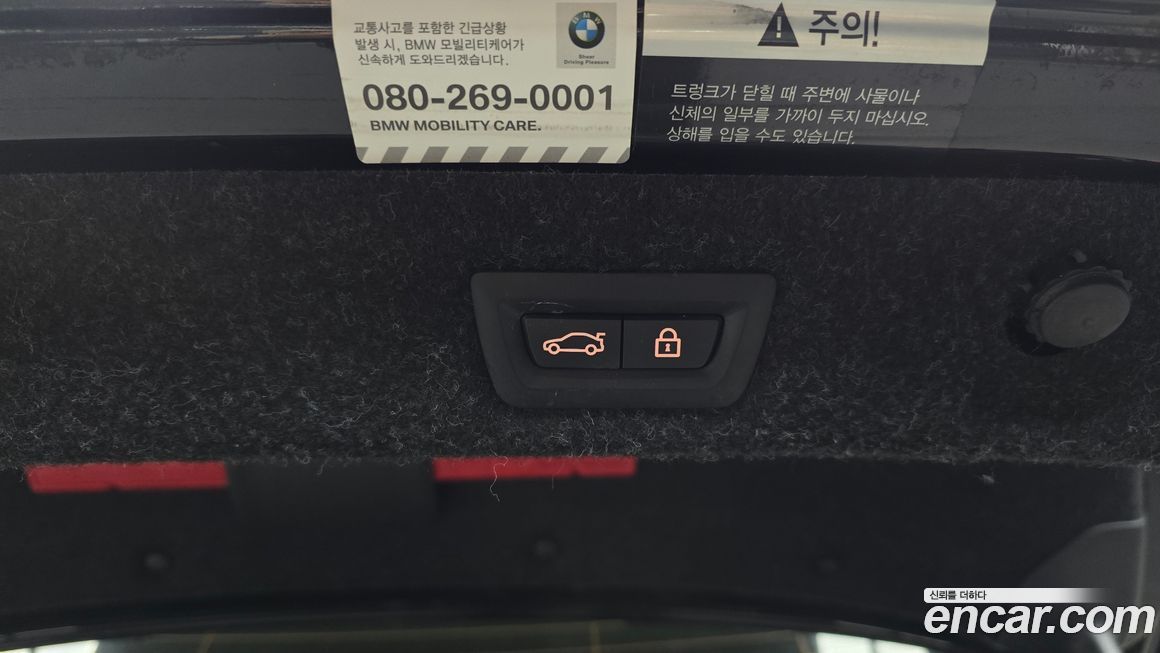 교통사고를 포함한 긴급상황
발생 시, BMW 모빌리티케어가
신속하게 도와드리겠습니다.
BMW
Sheer
Driving Pleasure
080-269-0001
BMW MOBILITY CARE.
주의!
트렁크가 닫힐 때 주변에 사물이나
신체의 일부를 가까이 두지 마십시오.
상해를 입을 수도 있습니다.
신뢰를 더하다
encar.com